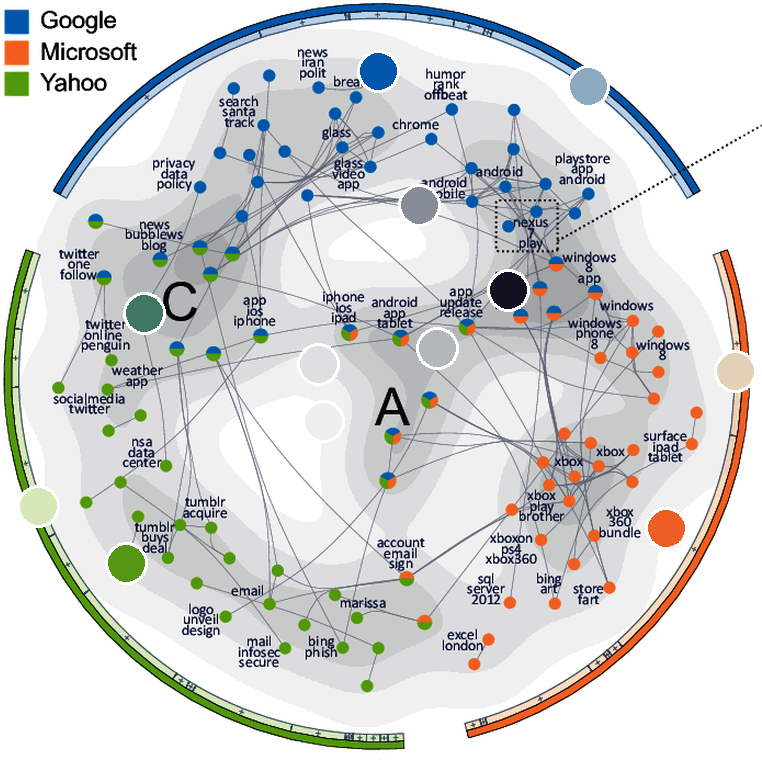 Google
Microsoft
Yahoo
news
iran
polit
brea
humor
rank
offbeat
search
santa
track
glass
chrome
glass
video
app
privacy
data
policy
android
playstore
app
android
nexus
7
play
news
bubblews
blog
twitter
one
follow
C
windows
8
app
app
ios
iphone
iphone
ios
ipad
android
app
tablet
app
update
release
windows
windows
phone
8
windows
8
twitter
online
penguin
weather
app
socialmedia
twitter
A
nsa
data
center
surface
ipad
tablet
xbox
xbox
xbox
play
brother
xbox
360
bundle
tumblr
acquire
tumblr
buys
deal
xboxon
ps4
xbox360
account
email
sign
sql
server
2012
bing
art
store
fart
email
marissa
logo
unveil
design
mail
infosec
secure
bing
phish
excel
london